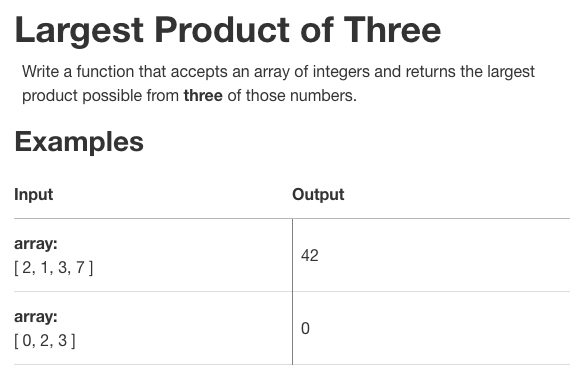 Largest Product of Three
Write a function that accepts an array of integers and returns the largest
product possible from three of those numbers.
Examples
Input Output
array:
[ 2, 1, 3, 7 ]
42
array:
[ 0, 2, 3 ]
0